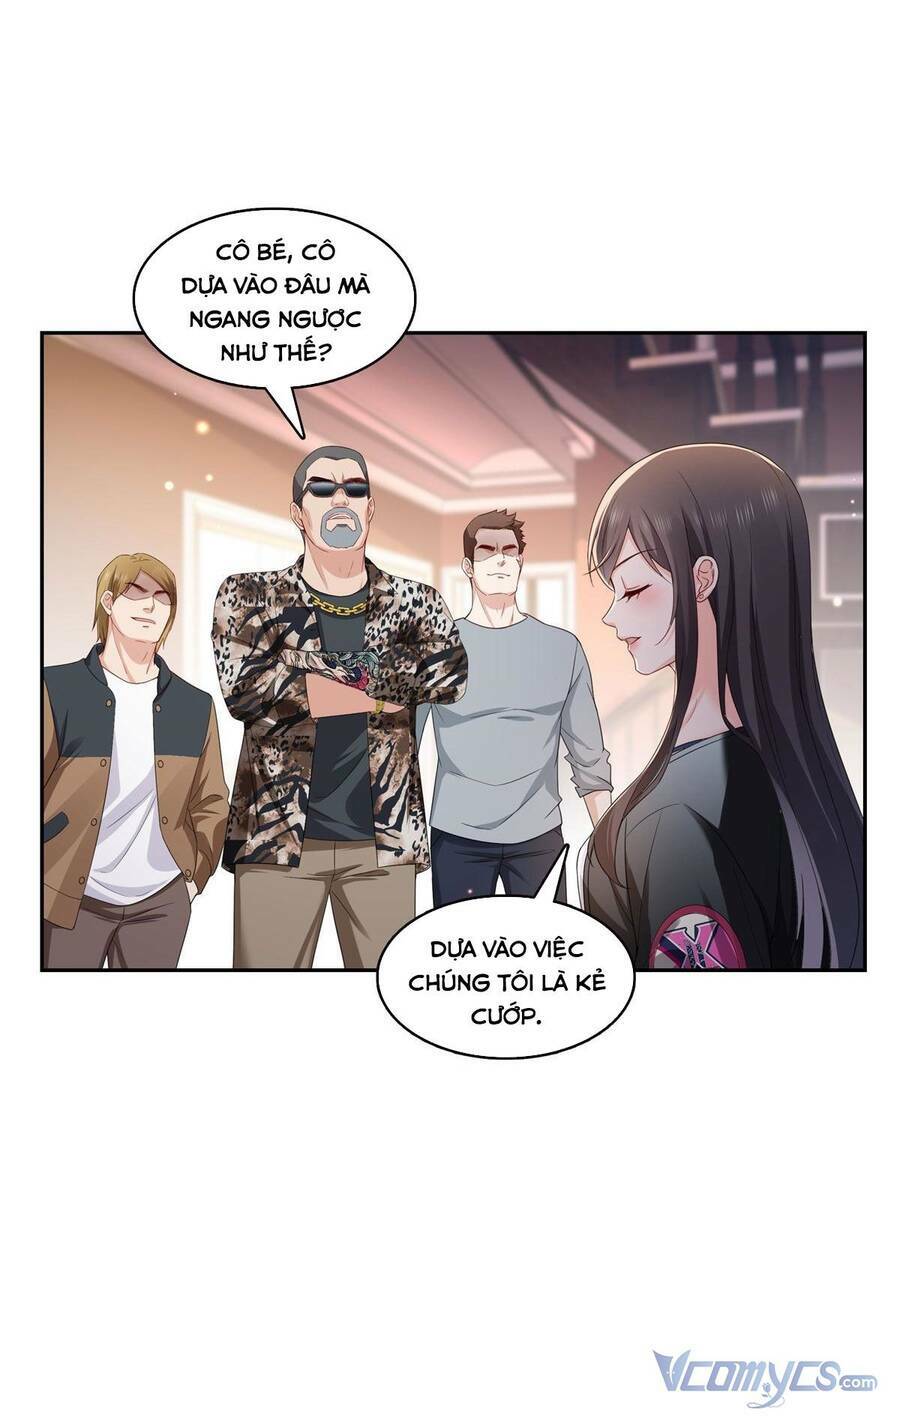 CÔ BÉ, CÔ
DỰA VÀO ĐÂU MÀ
NGANG NGƯỢC
NHƯ THẾ?
DỰA VÀO VIỆC
CHÚNG TÔI LÀ KẺ
CƯỚP.
X
VCOMYCS.com